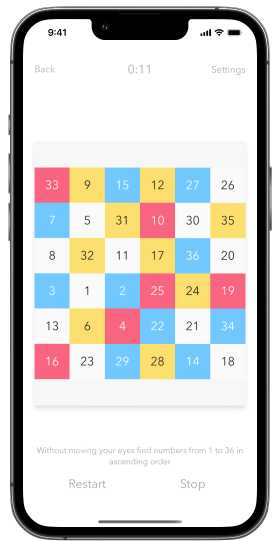 9:41
Back 0:11 Settings
33 9 15 12 27 26
7 5 31 10 30 35
8 32 11 17 36 20
3 1 2 25 24 19
13 6 4 22 21 34
16 23 29 28 14 18
Without moving your eyes find numbers from 1 to 36 in
ascending order
Restart Stop